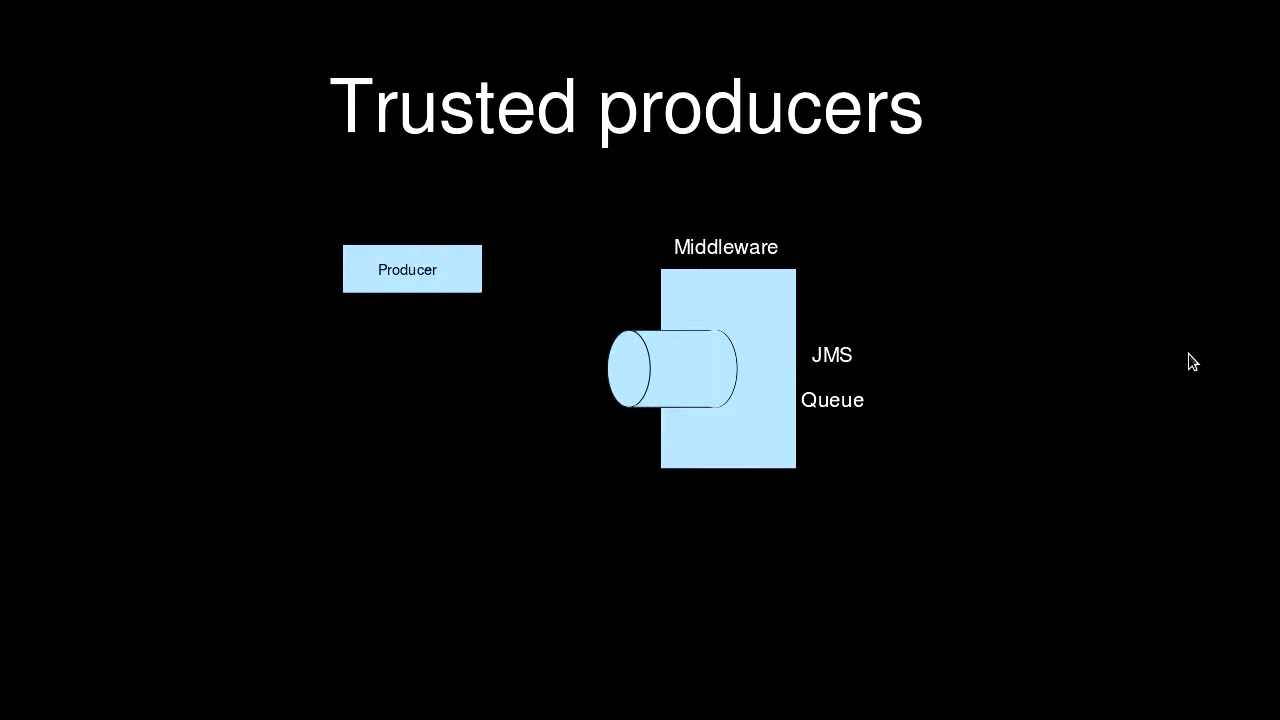 Trusted producers
Middleware
Producer
JMS
Queue